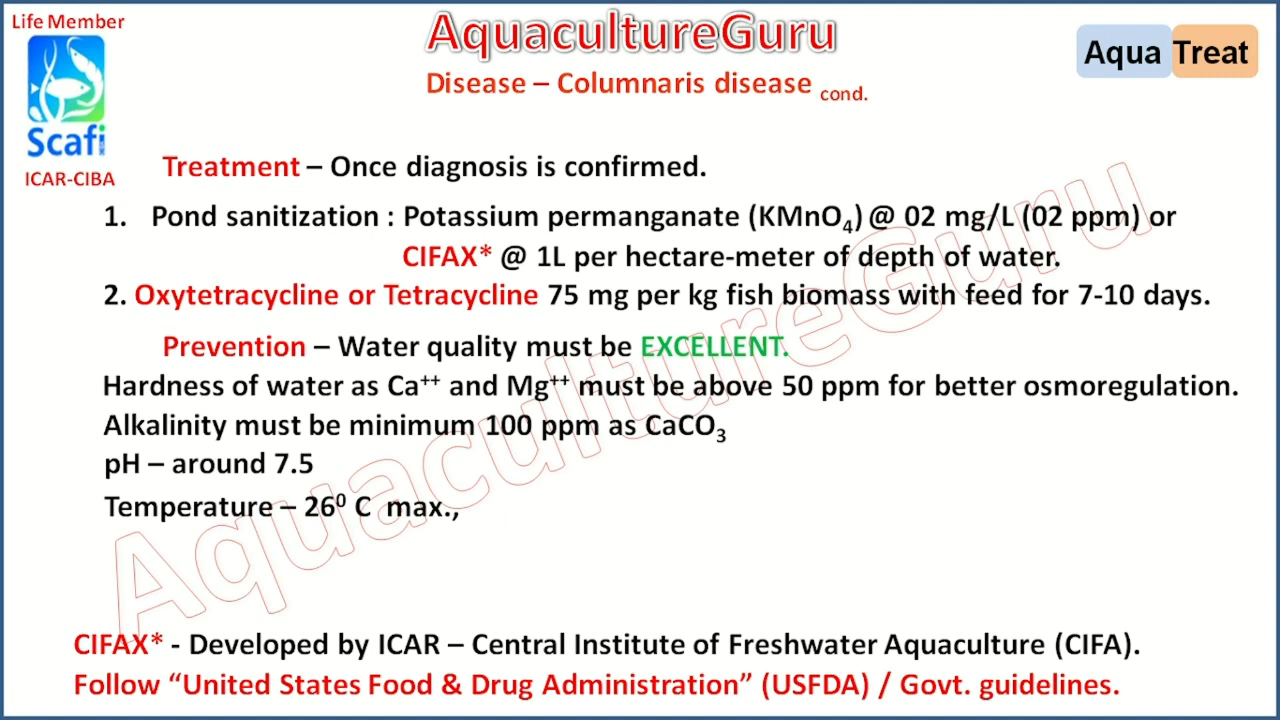 Life Member
AquacultureGuru
Aqua Treat
Disease – Columnaris disease cond.
Scafi
ICAR-CIBA
Treatment – Once diagnosis is confirmed.
1. Pond sanitization : Potassium permanganate (KMnO₄) @ 02 mg/L (02 ppm) or
CIFAX* @ 1L per hectare-meter of depth of water.
2. Oxytetracycline or Tetracycline 75 mg per kg fish biomass with feed for 7-10 days.
Prevention – Water quality must be EXCELLENT.
Hardness of water as Ca⁺⁺ and Mg⁺⁺ must be above 50 ppm for better osmoregulation.
Alkalinity must be minimum 100 ppm as CaCO₃
pH – around 7.5
Temperature – 26⁰ C max.,
AquacultureGuru
CIFAX* - Developed by ICAR – Central Institute of Freshwater Aquaculture (CIFA).
Follow “United States Food & Drug Administration” (USFDA) / Govt. guidelines.